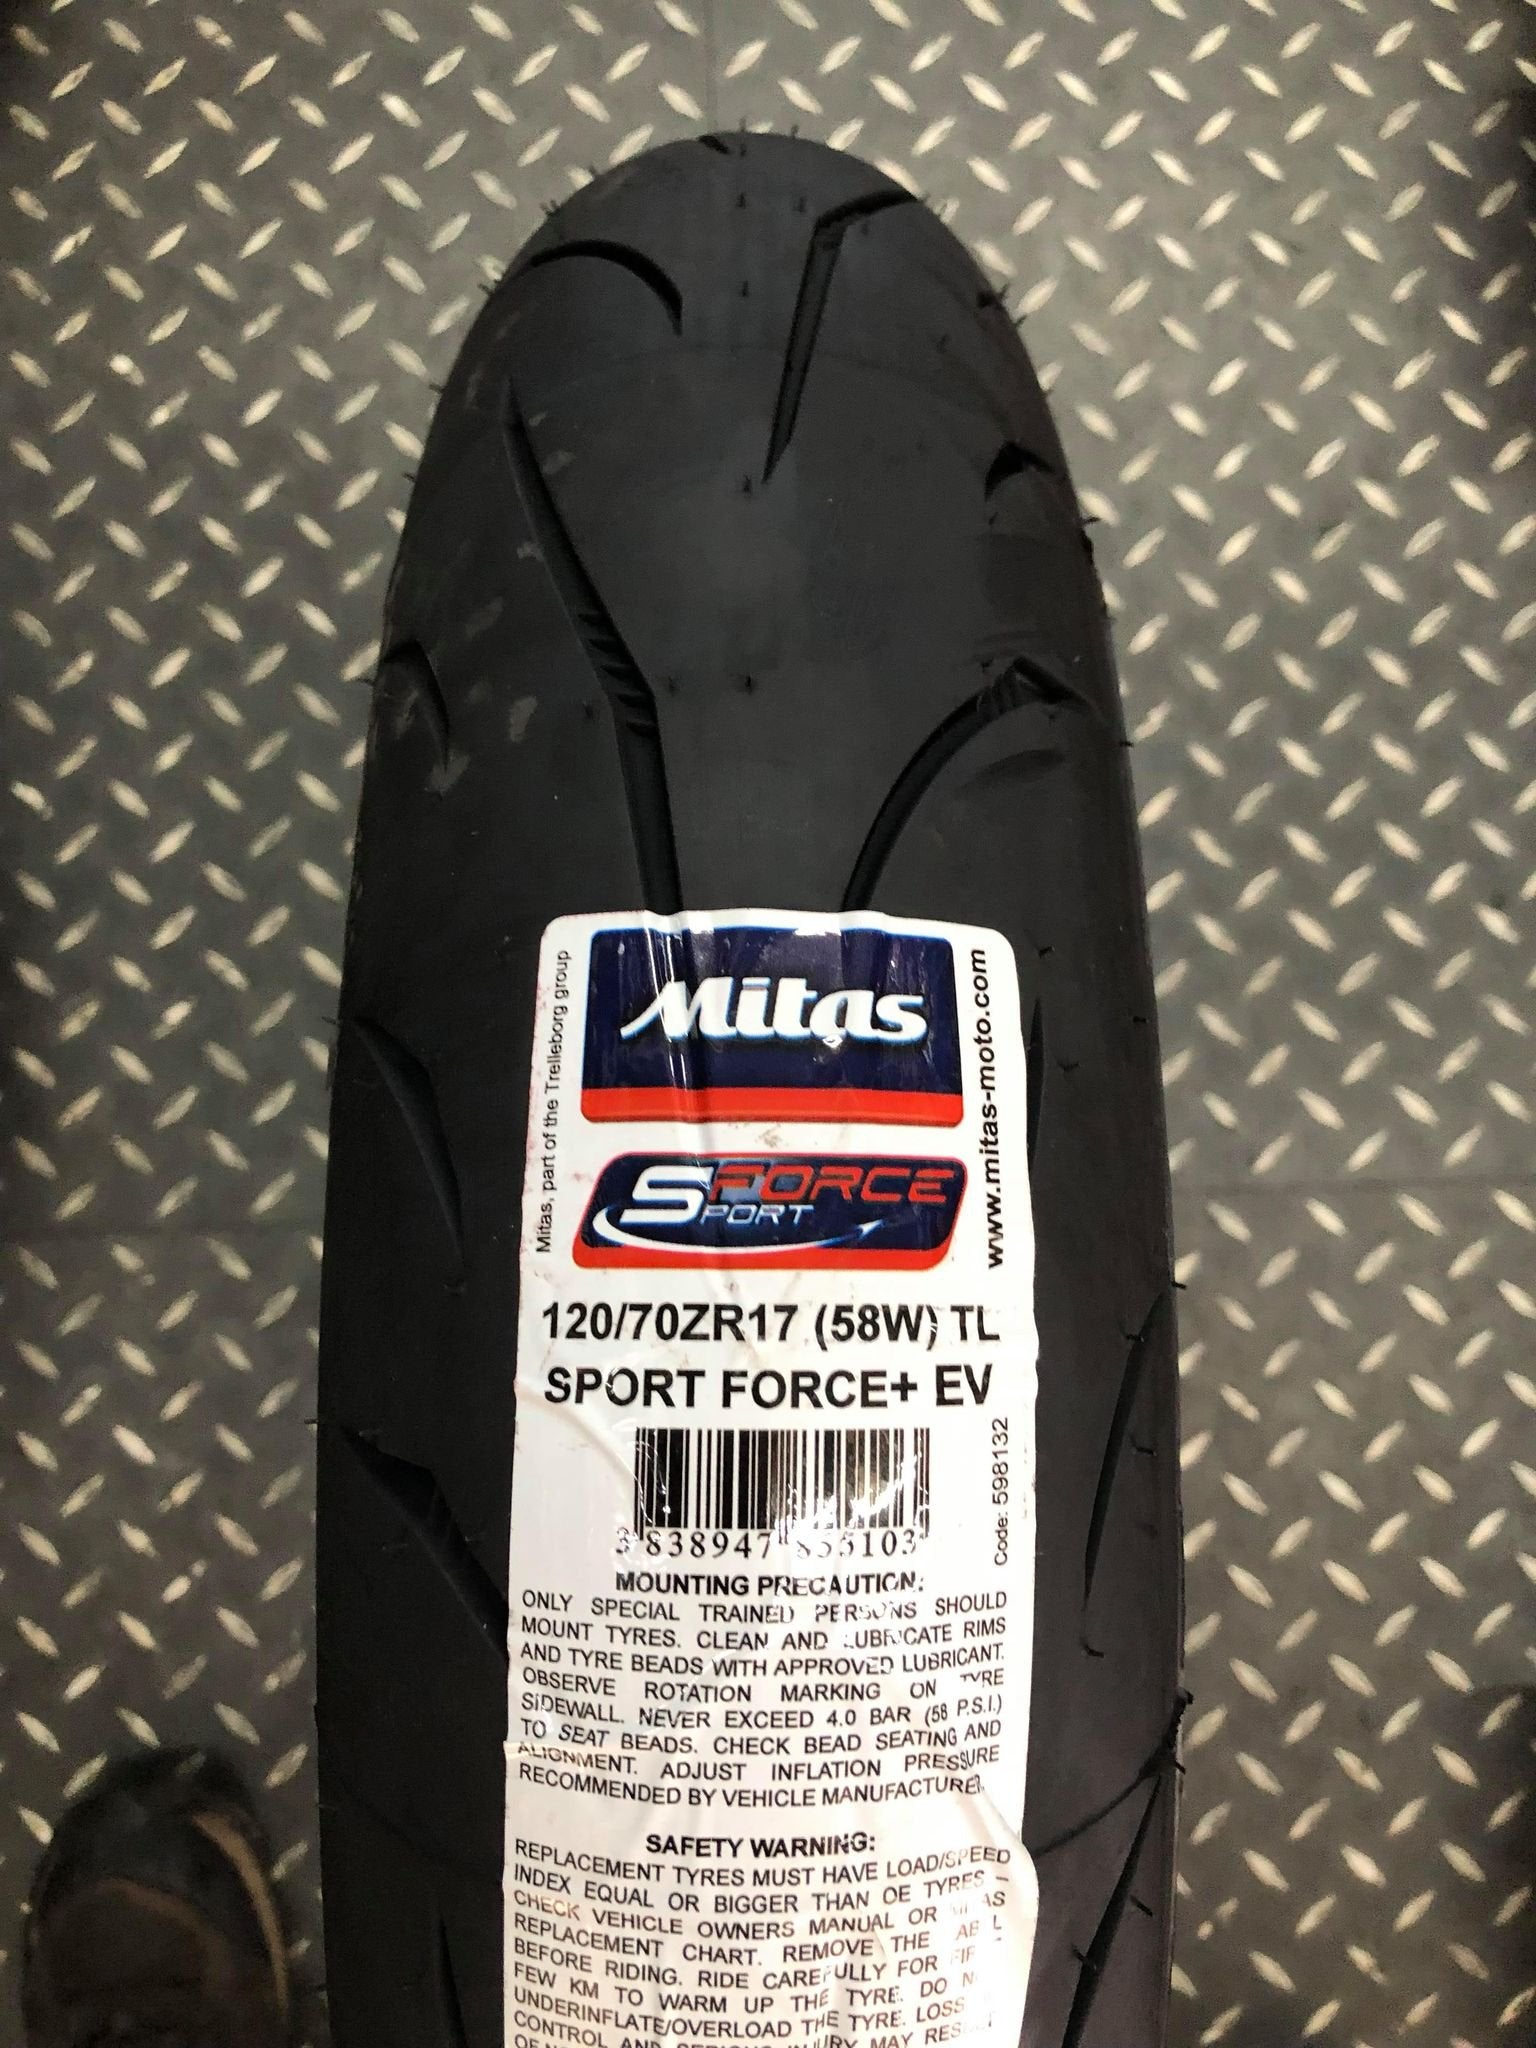 Mitas
Mitas, part of the Trelleborg group
www.mitas-moto.com
SPORT FORCE
120/70ZR17 (58W) TL
SPORT FORCE+ EV
3 838947 855103
Code: 598132
MOUNTING PRECAUTION:
ONLY SPECIAL TRAINED PERSONS SHOULD
MOUNT TYRES. CLEAN AND LUBRICATE RIMS
AND TYRE BEADS WITH APPROVED LUBRICANT.
OBSERVE ROTATION MARKING ON TYRE
SIDEWALL. NEVER EXCEED 4.0 BAR (58 P.S.I.)
TO SEAT BEADS. CHECK BEAD SEATING AND
ALIGNMENT. ADJUST INFLATION PRESSURE
RECOMMENDED BY VEHICLE MANUFACTURER.
SAFETY WARNING:
REPLACEMENT TYRES MUST HAVE LOAD/SPEED
INDEX EQUAL OR BIGGER THAN OE TYRES –
CHECK VEHICLE OWNERS MANUAL OR MITAS
REPLACEMENT CHART. REMOVE THE LABEL
BEFORE RIDING. RIDE CAREFULLY FOR
FEW KM TO WARM UP THE TYRE. DO
UNDERINFLATE/OVERLOAD THE TYRE. LOSS
CONTROL AND SERIOUS INJURY MAY